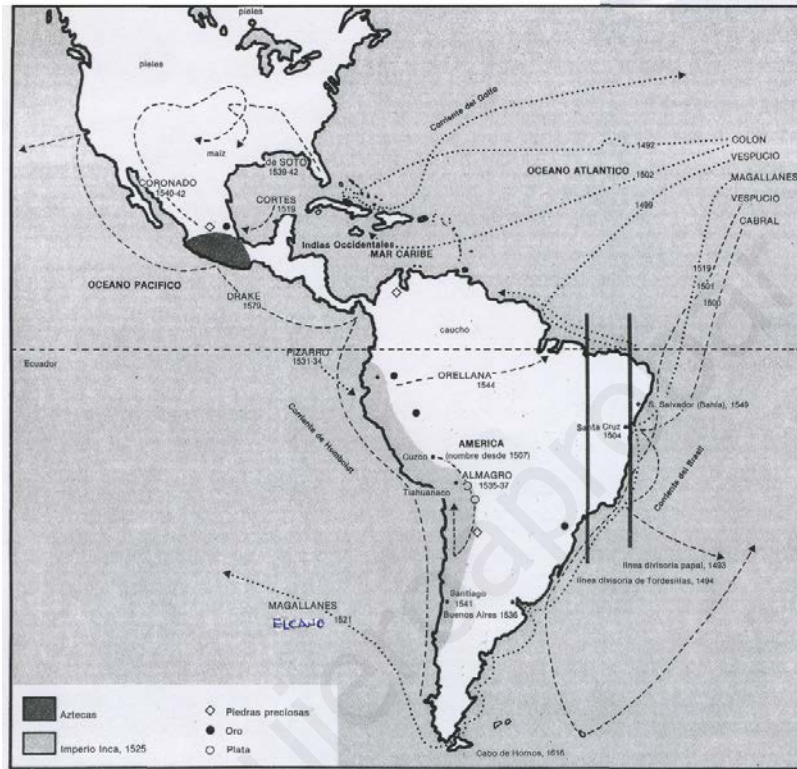 pieles
pieles
Corriente del Golfo
maíz
de SOTO
1539-42
1492
COLON
VESPUCIO
OCEANO ATLANTICO
1502
MAGALLANES
CORONADO
1540-42
CORTES
1519
1499
VESPUCIO
CABRAL
Indias Occidentales
MAR CARIBE
1519
1501
1500
OCEANO PACIFICO
DRAKE
1579
caucho
Ecuador
PIZARRO
1531-34
ORELLANA
1544
S. Salvador (Bahía), 1549
Santa Cruz
1504
Corriente de Humboldt
AMERICA
(nombre desde 1507)
Cuzco
ALMAGRO
1535-37
Tiahuanaco
Corriente del Brasil
línea divisoria papal, 1493
línea divisoria de Tordesillas, 1494
Santiago
1541
Buenos Aires 1536
MAGALLANES
1521
ELCANO
Aztecas
Imperio Inca, 1525
Piedras preciosas
Oro
Plata
Cabo de Hornos, 1616